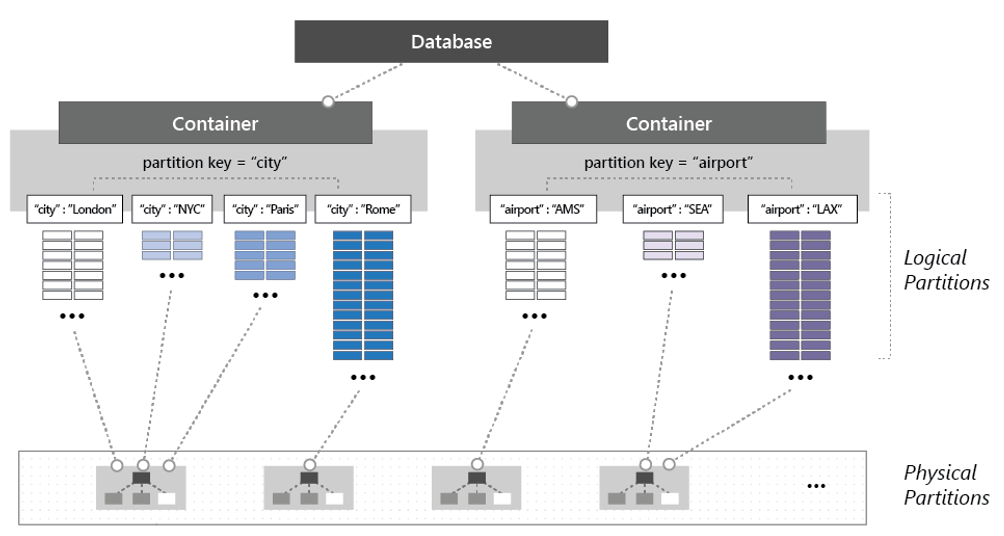 Database
Container
Container
partition key = “city”
partition key = “airport”
“city” : “London”
“city” : “NYC”
“city” : “Paris”
“city” : “Rome”
“airport” : “AMS”
“airport” : “SEA”
“airport” : “LAX”
Logical
Partitions
•••
•••
•••
•••
•••
•••
•••
Physical
Partitions
•••